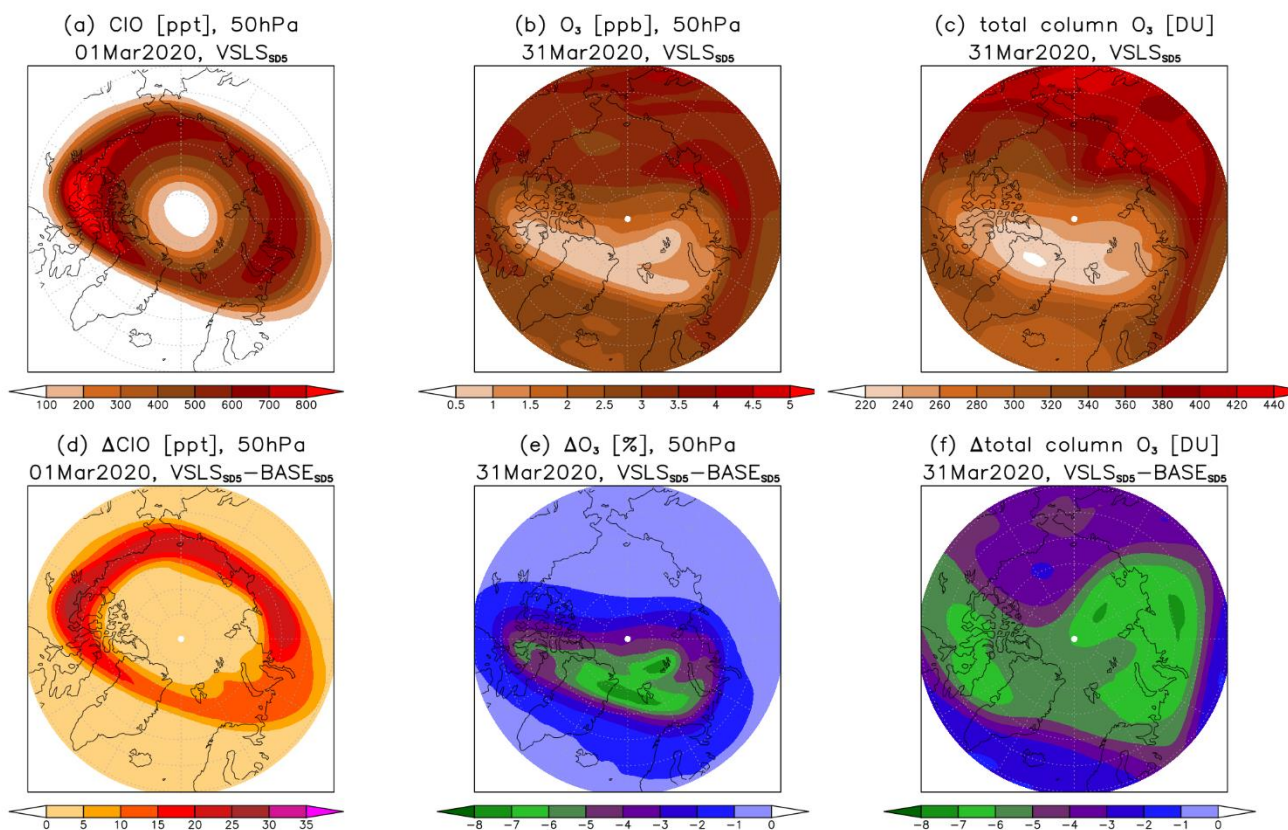 (a) ClO [ppt], 50hPa
01Mar2020, VSLS_SD5
(b) O₃ [ppb], 50hPa
31Mar2020, VSLS_SD5
(c) total column O₃ [DU]
31Mar2020, VSLS_SD5
100 200 300 400 500 600 700 800
0.5 1 1.5 2 2.5 3 3.5 4 4.5 5
220 240 260 280 300 320 340 360 380 400 420 440
(d) ΔClO [ppt], 50hPa
01Mar2020, VSLS_SD5−BASE_SD5
(e) ΔO₃ [%], 50hPa
31Mar2020, VSLS_SD5−BASE_SD5
(f) Δtotal column O₃ [DU]
31Mar2020, VSLS_SD5−BASE_SD5
0 5 10 15 20 25 30 35
−8 −7 −6 −5 −4 −3 −2 −1 0
−8 −7 −6 −5 −4 −3 −2 −1 0